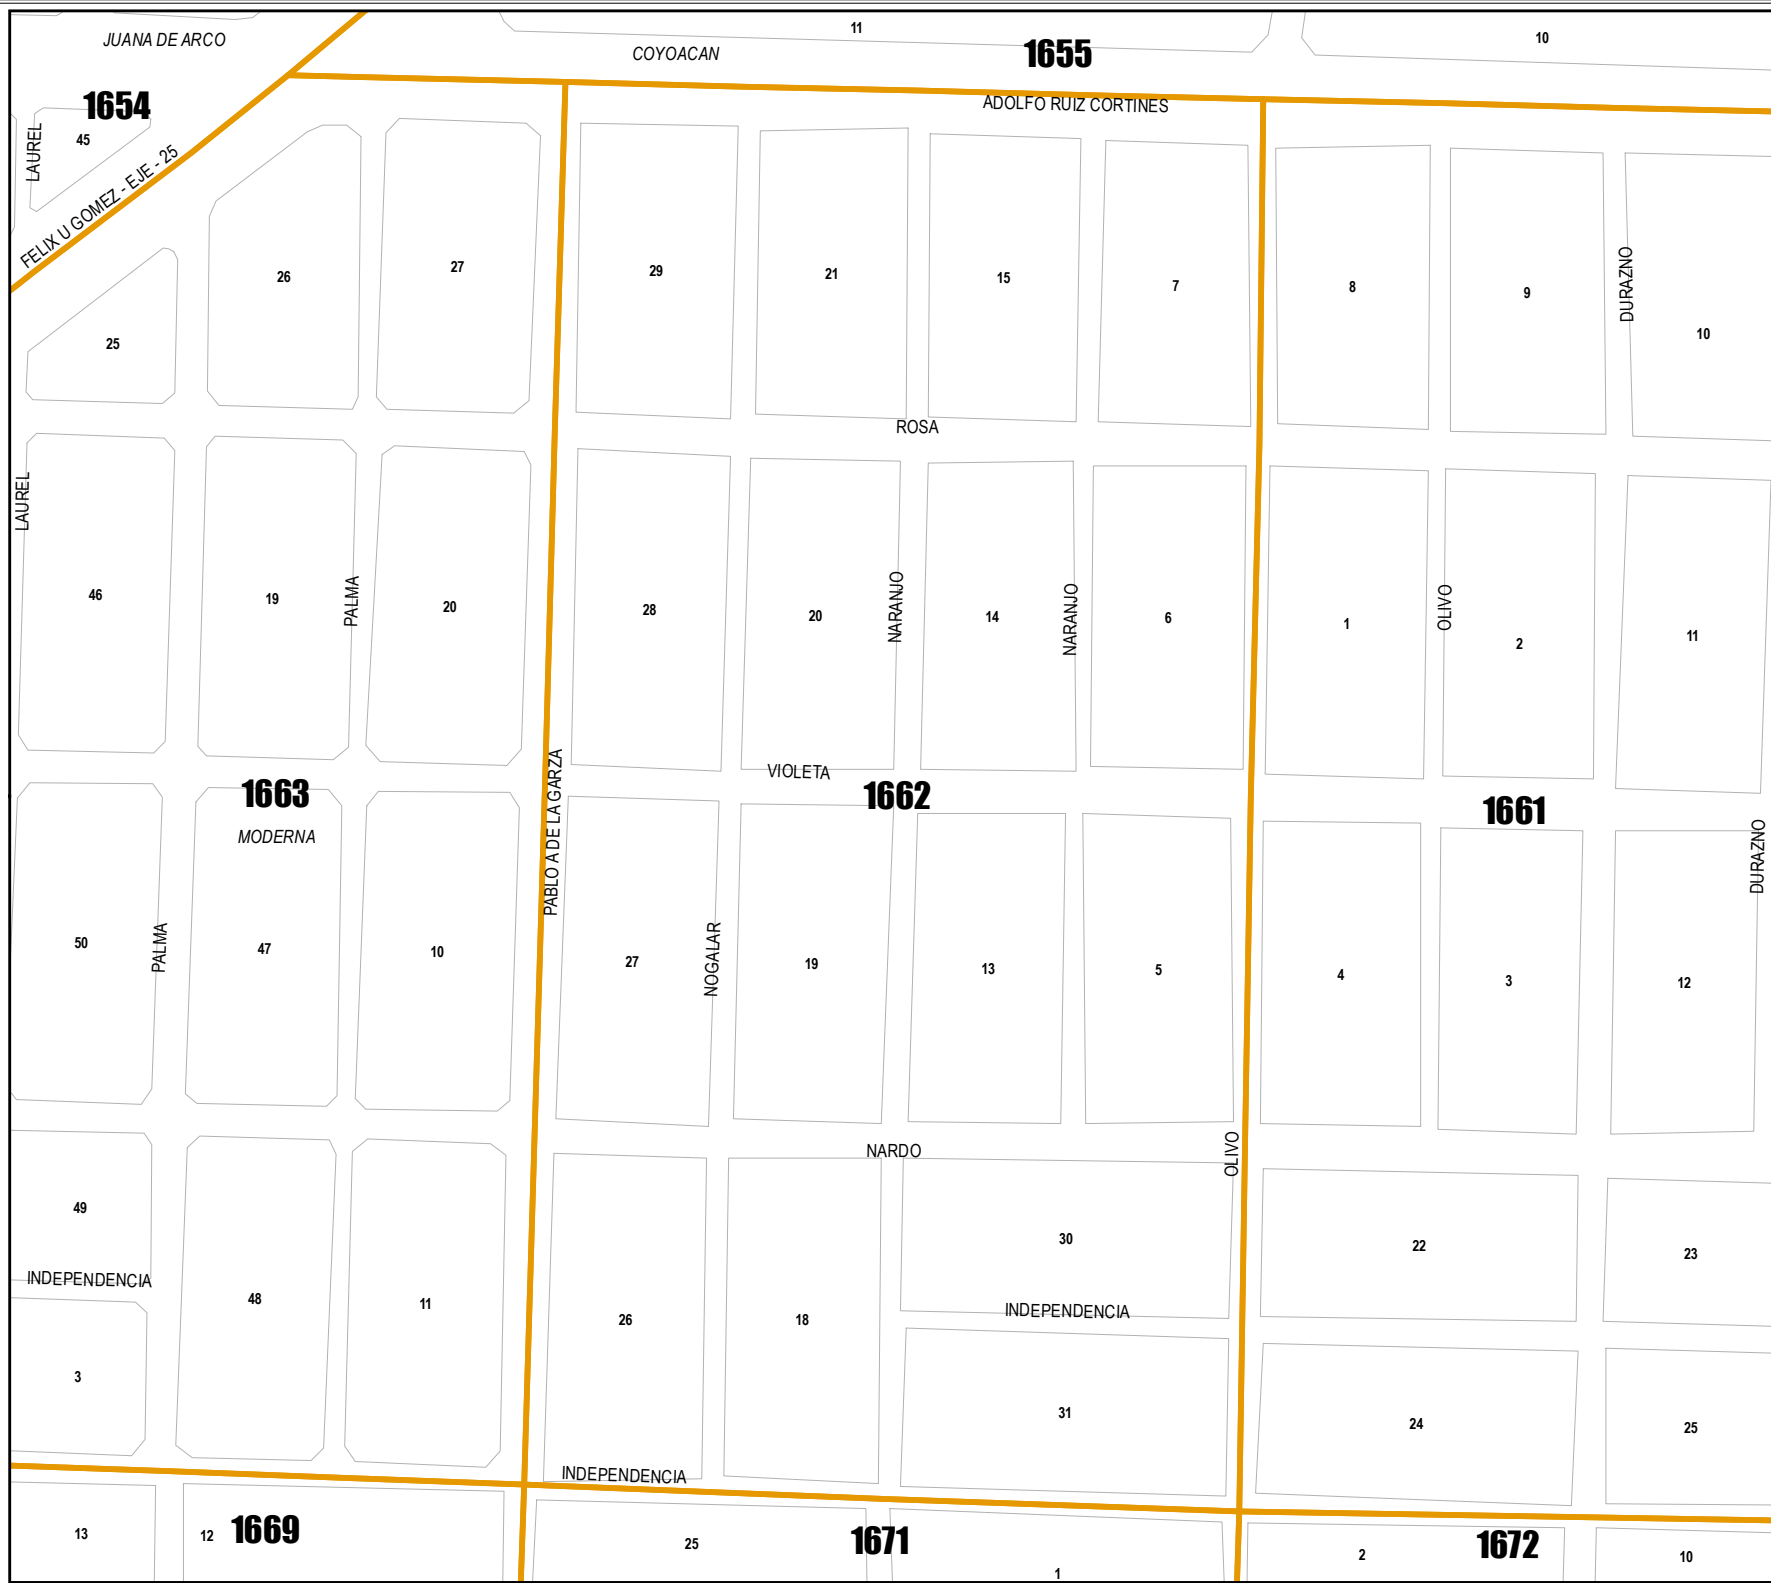 JUANA DE ARCO
11
COYOACAN
1655
10
1654
45
LAUREL
ADOLFO RUIZ CORTINES
FELIX U GOMEZ - EJE - 25
25
26
27
29
21
15
7
8
9
DURAZNO
10
ROSA
LAUREL
46
19
PALMA
20
28
20
NARANJO
14
NARANJO
6
1
OLIVO
2
11
VIOLETA
1663
MODERNA
PABLO A DE LA GARZA
1662
1661
DURAZNO
50
PALMA
47
10
27
NOGALAR
19
13
5
4
3
12
NARDO
OLIVO
49
INDEPENDENCIA
48
11
26
18
30
INDEPENDENCIA
22
23
3
31
24
25
INDEPENDENCIA
13
12
1669
25
1671
1
2
1672
10